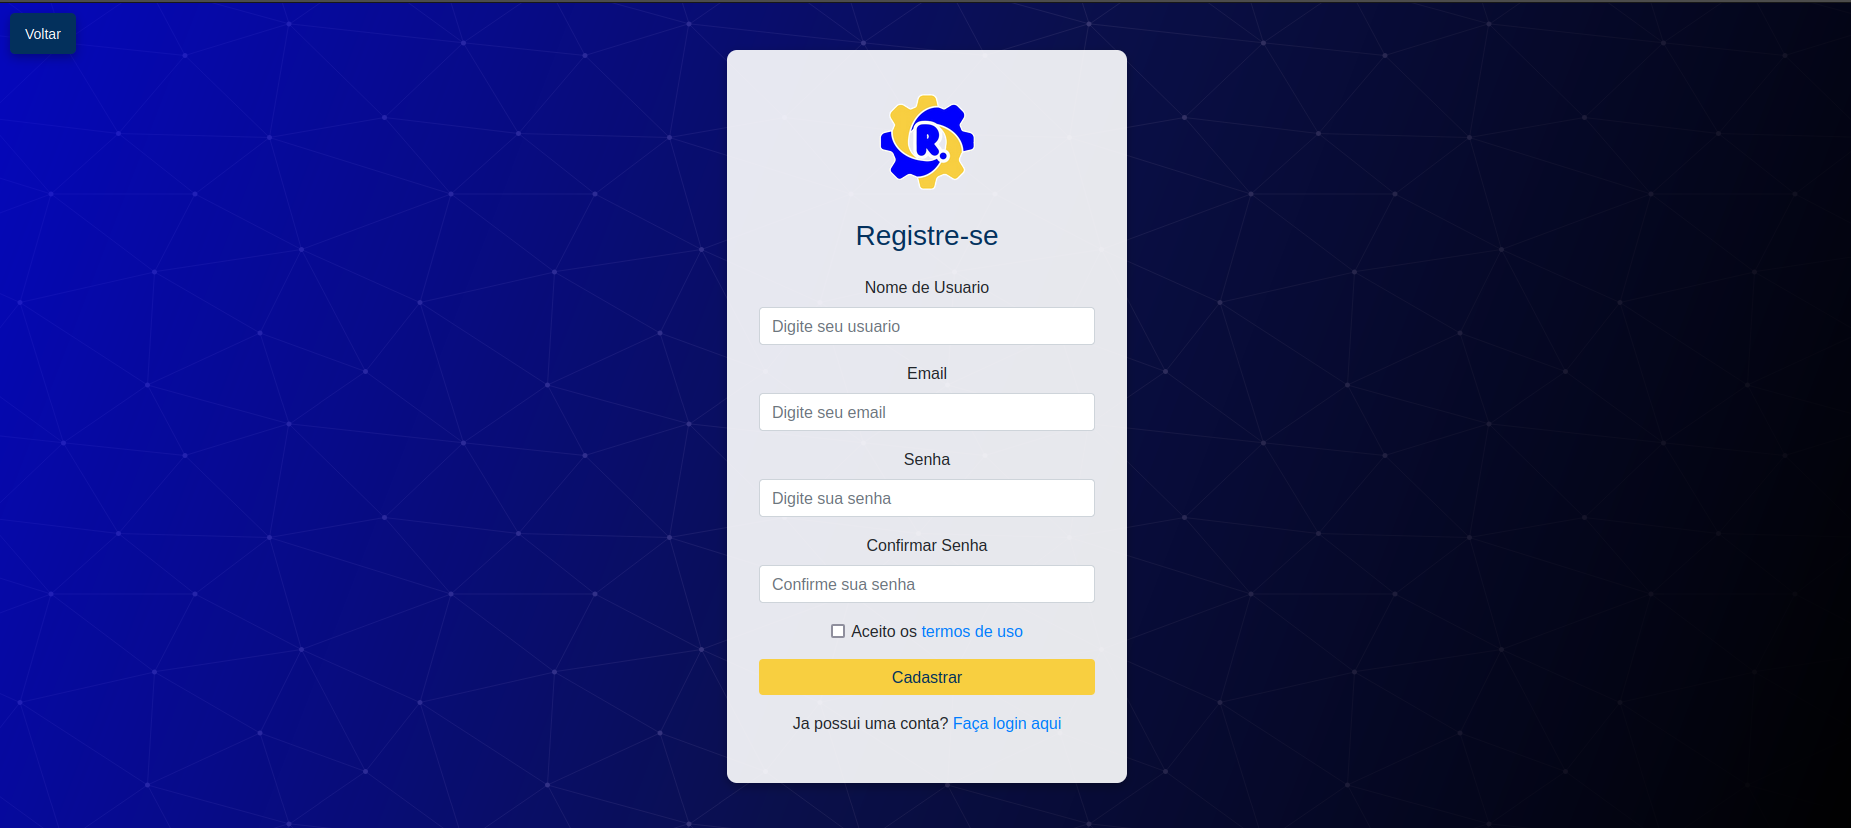 Voltar
R.
Registre-se
Nome de Usuario
Digite seu usuario
Email
Digite seu email
Senha
Digite sua senha
Confirmar Senha
Confirme sua senha
Aceito os termos de uso
Cadastrar
Ja possui uma conta? Faça login aqui